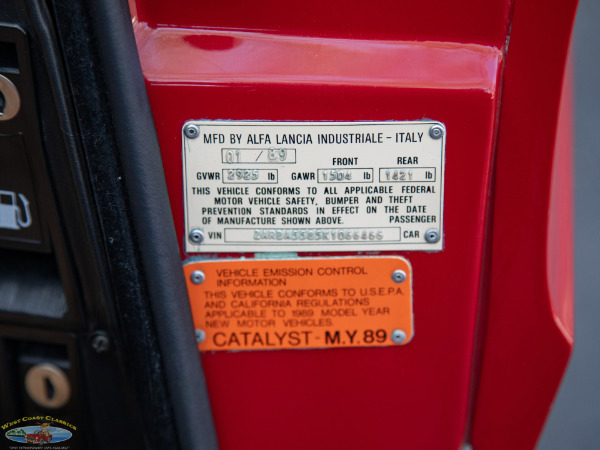 MFD BY ALFA LANCIA INDUSTRIALE - ITALY
01 / 89
FRONT REAR
GVWR 2925 lb GAWR 1504 lb 1421 lb
THIS VEHICLE CONFORMS TO ALL APPLICABLE FEDERAL
MOTOR VEHICLE SAFETY, BUMPER AND THEFT
PREVENTION STANDARDS IN EFFECT ON THE DATE
OF MANUFACTURE SHOWN ABOVE. PASSENGER
VIN CAR
VEHICLE EMISSION CONTROL
INFORMATION
THIS VEHICLE CONFORMS TO U.S.E.P.A.
AND CALIFORNIA REGULATIONS
APPLICABLE TO 1989 MODEL YEAR
NEW MOTOR VEHICLES.
CATALYST - M.Y. 89
WEST COAST CLASSICS